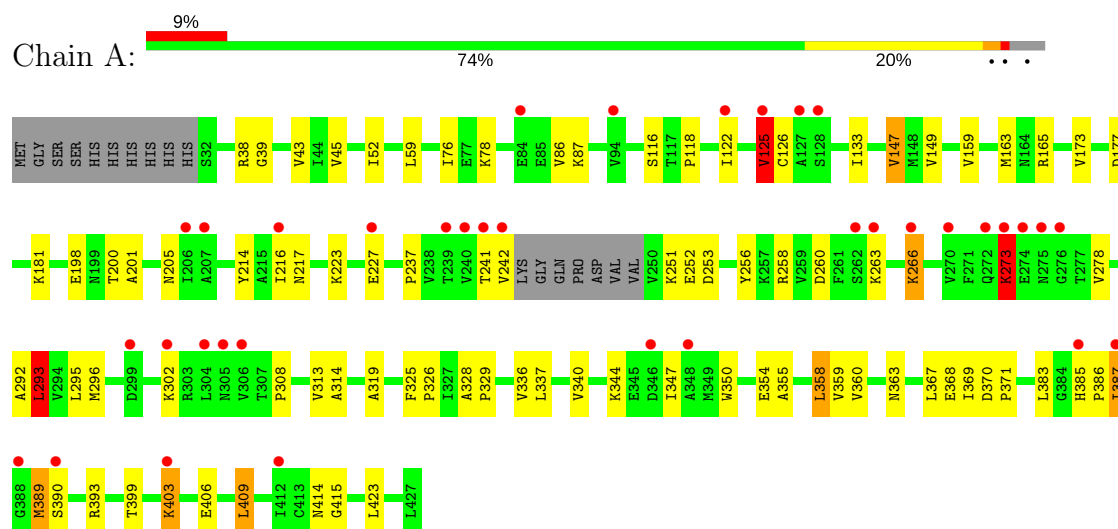 9%
Chain A:
74% 20% • • •
MET GLY SER SER HIS HIS HIS HIS HIS HIS S32 R38 G39 V43 I44 V45 I52 L59 I76 E77 K78 E84 E85 V86 K87 V94 S116 T117 P118 I122 V125 C126 A127 S128 I133 V147 M148 V149 V159 M163 N164 R165 V173 D177
K181 E198 N199 T200 A201 N205 I206 A207 Y214 A215 I216 N217 K223 E227 P237 V238 T239 V240 T241 V242 LYS GLY GLN PRO ASP VAL VAL V250 K251 E252 D253 Y256 K257 R258 V259 D260 F261 S262 K263 K266 V270 F271 Q272 K273 E274 N275 G276 T277 V278
A292 L293 V294 L295 M296 D299 K302 R303 L304 N305 V306 T307 P308 V313 A314 A319 F325 P326 I327 A328 P329 V336 L337 V340 K344 E345 D346 I347 A348 M349 W350 E354 A355 L358 V359 V360 N363 L367 E368 I369 D370 P371 L383 G384 H385 P386
G388 M389 S390 R393 T399 K403 E406 L409 I412 C413 N414 G415 L423 L427